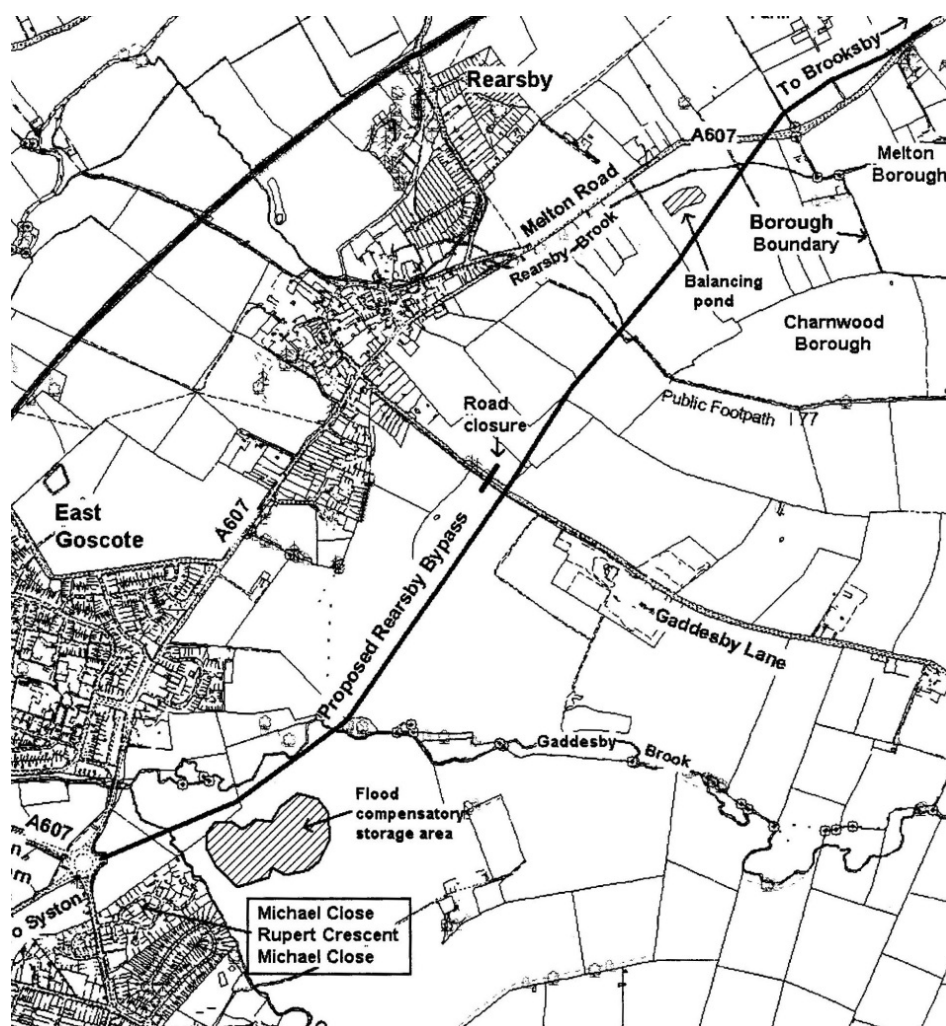 To Brooksby
Rearsby
A607
Melton Road
Melton
Borough
Rearsby Brook
Borough
Boundary
Balancing
pond
Charnwood
Borough
Road
closure
Public Footpath I 77
East
Goscote
A607
Proposed Rearsby Bypass
Gaddesby Lane
Gaddesby Brook
Flood
compensatory
storage area
A607
n
rn
o Syston
Michael Close
Rupert Crescent
Michael Close